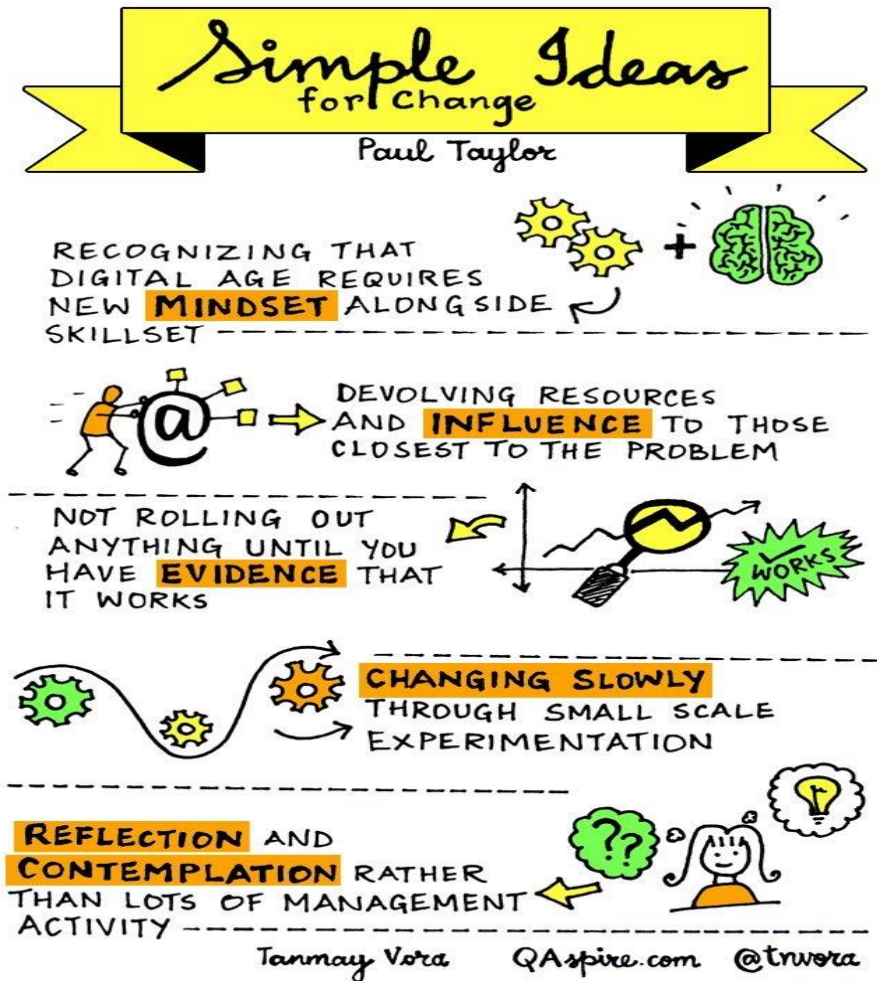 Simple Ideas
for Change
Paul Taylor
RECOGNIZING THAT
DIGITAL AGE REQUIRES
NEW MINDSET ALONGSIDE
SKILLSET
@
DEVOLVING RESOURCES
AND INFLUENCE TO THOSE
CLOSEST TO THE PROBLEM
NOT ROLLING OUT
ANYTHING UNTIL YOU
HAVE EVIDENCE THAT
IT WORKS
WORKS
CHANGING SLOWLY
THROUGH SMALL SCALE
EXPERIMENTATION
??
REFLECTION AND
CONTEMPLATION RATHER
THAN LOTS OF MANAGEMENT
ACTIVITY
Tanmay Vora QAspire.com @tnvora